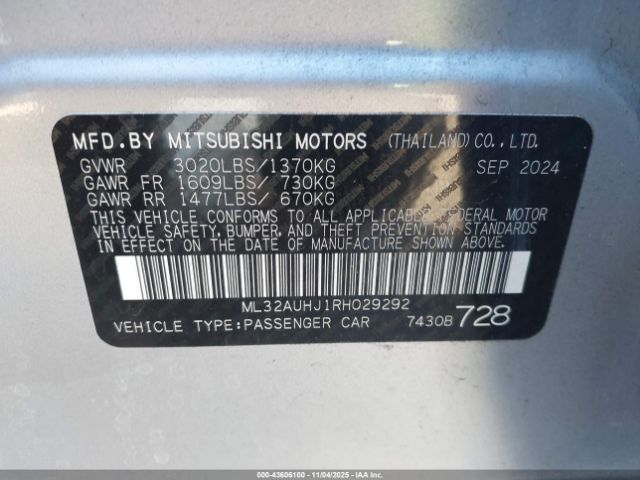 MFD.BY MITSUBISHI MOTORS (THAILAND)CO.,LTD.
GVWR 3020LBS/1370KG SEP 2024
GAWR FR 1609LBS/ 730KG
GAWR RR 1477LBS/ 670KG
THIS VEHICLE CONFORMS TO ALL APPLICABLE FEDERAL MOTOR
VEHICLE SAFETY, BUMPER, AND THEFT PREVENTION STANDARDS
IN EFFECT ON THE DATE OF MANUFACTURE SHOWN ABOVE.
ML32AUHJ1RH029292
VEHICLE TYPE:PASSENGER CAR 7430B 728
000-43606100 - 11/04/2025 - COPYRIGHT IAA, LLC